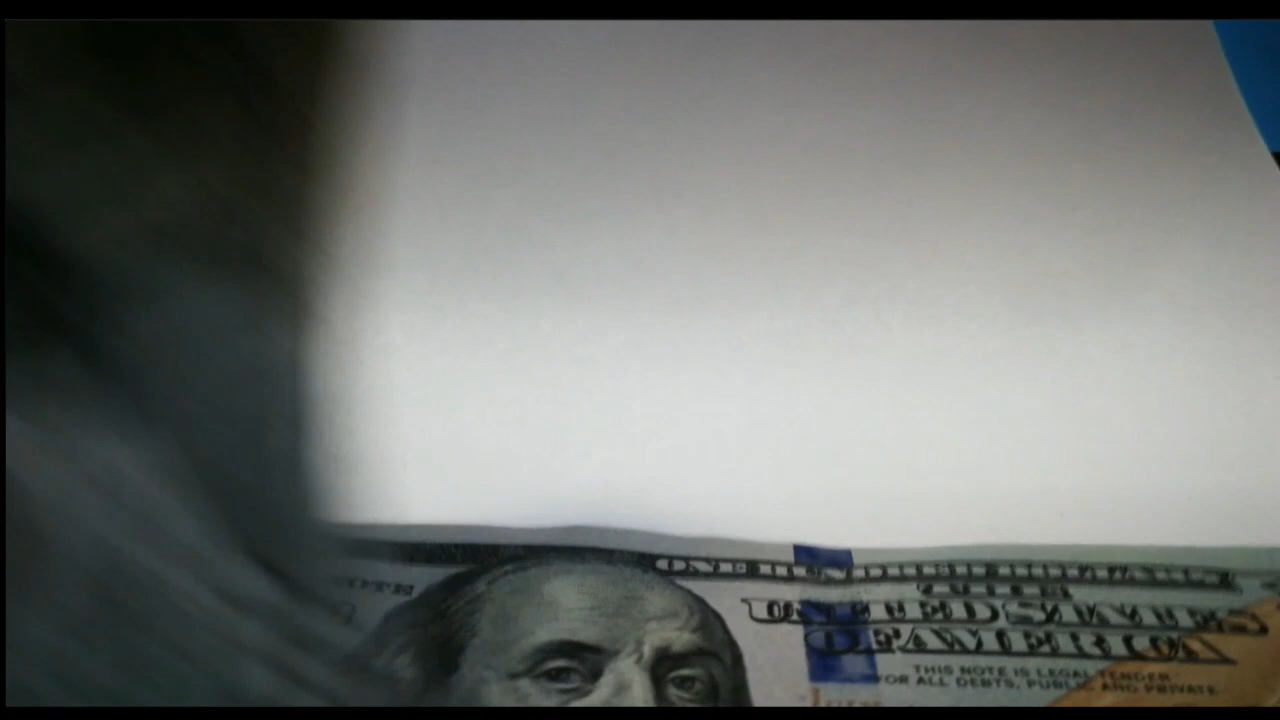 OTE
ONE HUNDRED DOLLARS
THE
UNITED STATES
OF AMERICA
THIS NOTE IS LEGAL TENDER
FOR ALL DEBTS, PUBLIC AND PRIVATE